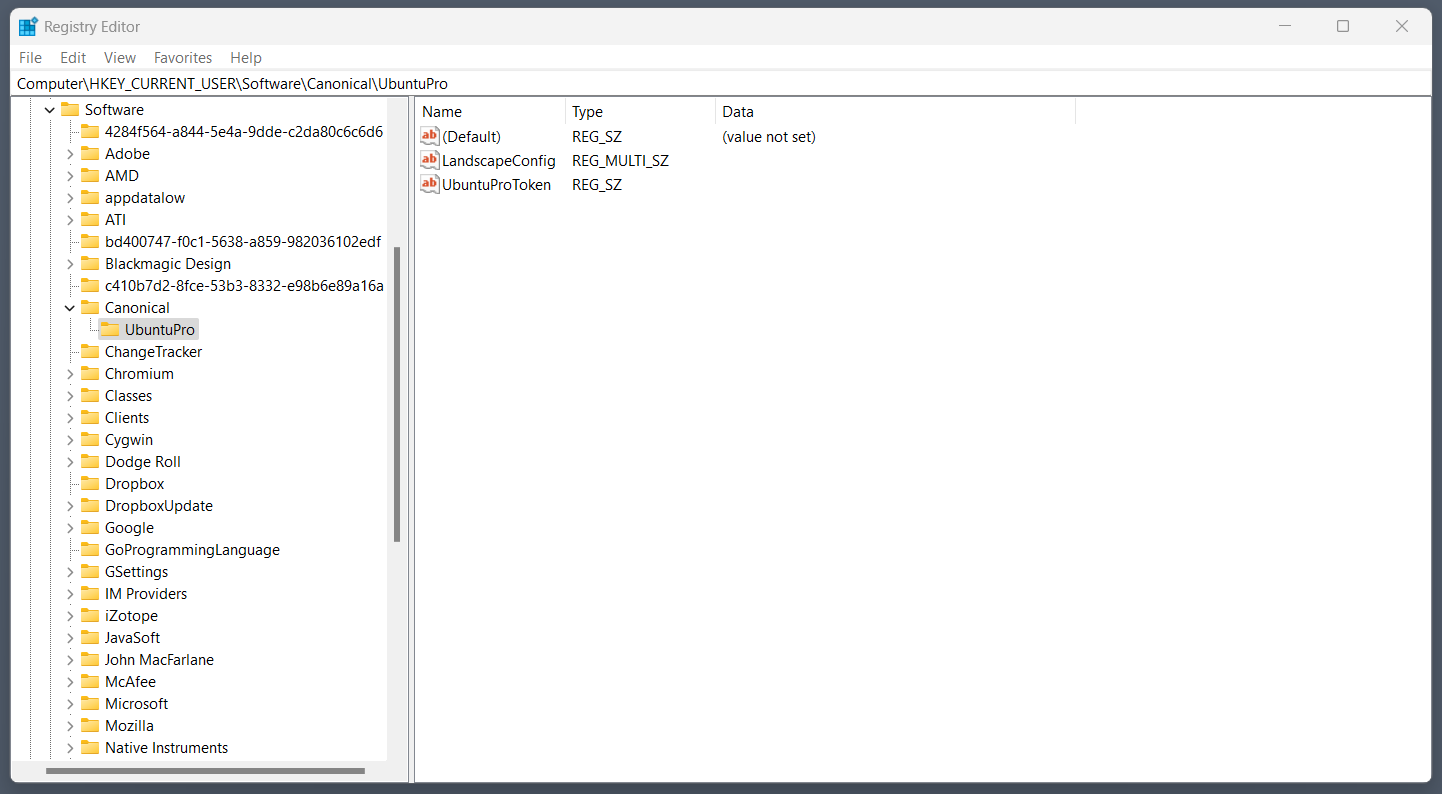 Registry Editor
File Edit View Favorites Help
Computer\HKEY_CURRENT_USER\Software\Canonical\UbuntuPro
Software
4284f564-a844-5e4a-9dde-c2da80c6c6d6
Adobe
AMD
appdatalow
ATI
bd400747-f0c1-5638-a859-982036102edf
Blackmagic Design
c410b7d2-8fce-53b3-8332-e98b6e89a16a
Canonical
UbuntuPro
ChangeTracker
Chromium
Classes
Clients
Cygwin
Dodge Roll
Dropbox
DropboxUpdate
Google
GoProgrammingLanguage
GSettings
IM Providers
iZotope
JavaSoft
John MacFarlane
McAfee
Microsoft
Mozilla
Native Instruments
Name Type Data
ab (Default) REG_SZ (value not set)
ab LandscapeConfig REG_MULTI_SZ
ab UbuntuProToken REG_SZ